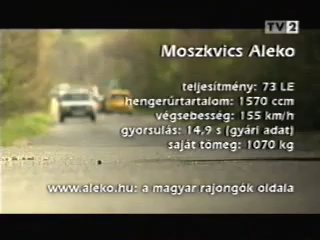 TV2
Moszkvics Aleko
teljesítmény: 73 LE
hengerűrtartalom: 1570 ccm
végsebesség: 155 km/h
gyorsulás: 14,9 s (gyári adat)
saját tömeg: 1070 kg
www.aleko.hu: a magyar rajongók oldala